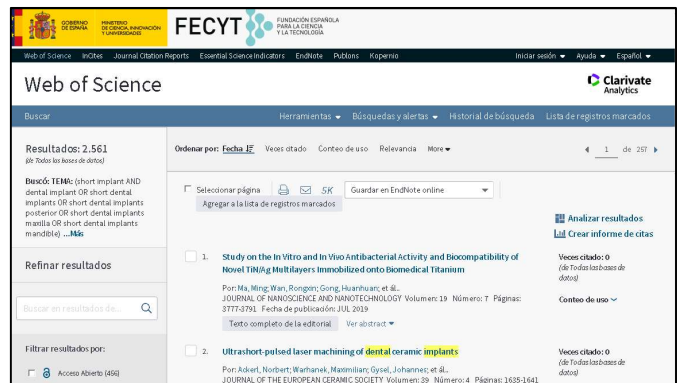 GOBIERNO DE ESPAÑA
MINISTERIO DE CIENCIA, INNOVACIÓN Y UNIVERSIDADES
FECYT
FUNDACIÓN ESPAÑOLA PARA LA CIENCIA Y LA TECNOLOGÍA
Web of Science InCites Journal Citation Reports Essential Science Indicators EndNote Publons Kopernio Iniciar sesión Ayuda Español
Web of Science
Clarivate Analytics
Buscar Herramientas Búsquedas y alertas Historial de búsqueda Lista de registros marcados
Resultados: 2.561
(de Todas las bases de datos)
Ordenar por: Fecha Veces citado Conteo de uso Relevancia More
1 de 257
Buscó: TEMA: (short implant AND
dental implant OR short dental
implants OR short dental implants
posterior OR short dental implants
maxilla OR short dental implants
mandible) ...Más
Seleccionar página 5K Guardar en EndNote online
Agregar a la lista de registros marcados
Analizar resultados
Crear informe de citas
Refinar resultados
Buscar en resultados de...
Filtrar resultados por:
Acceso Abierto (466)
1. Study on the In Vitro and In Vivo Antibacterial Activity and Biocompatibility of
Novel TiN/Ag Multilayers Immobilized onto Biomedical Titanium
Por: Ma, Ming; Wan, Rongxin; Gong, Huanhuan; et ál..
JOURNAL OF NANOSCIENCE AND NANOTECHNOLOGY Volumen: 19 Número: 7 Páginas:
3777-3791 Fecha de publicación: JUL 2019
Texto completo de la editorial Ver abstract
Veces citado: 0
(de Todas las bases de
datos)
Conteo de uso
2. Ultrashort-pulsed laser machining of dental ceramic implants
Por: Ackerl, Norbert; Warhanek, Maximilian; Gysel, Johannes; et ál..
JOURNAL OF THE EUROPEAN CERAMIC SOCIETY Volumen: 39 Número: 4 Páginas: 1635-1641
Veces citado: 0
(de Todas las bases de
datos)